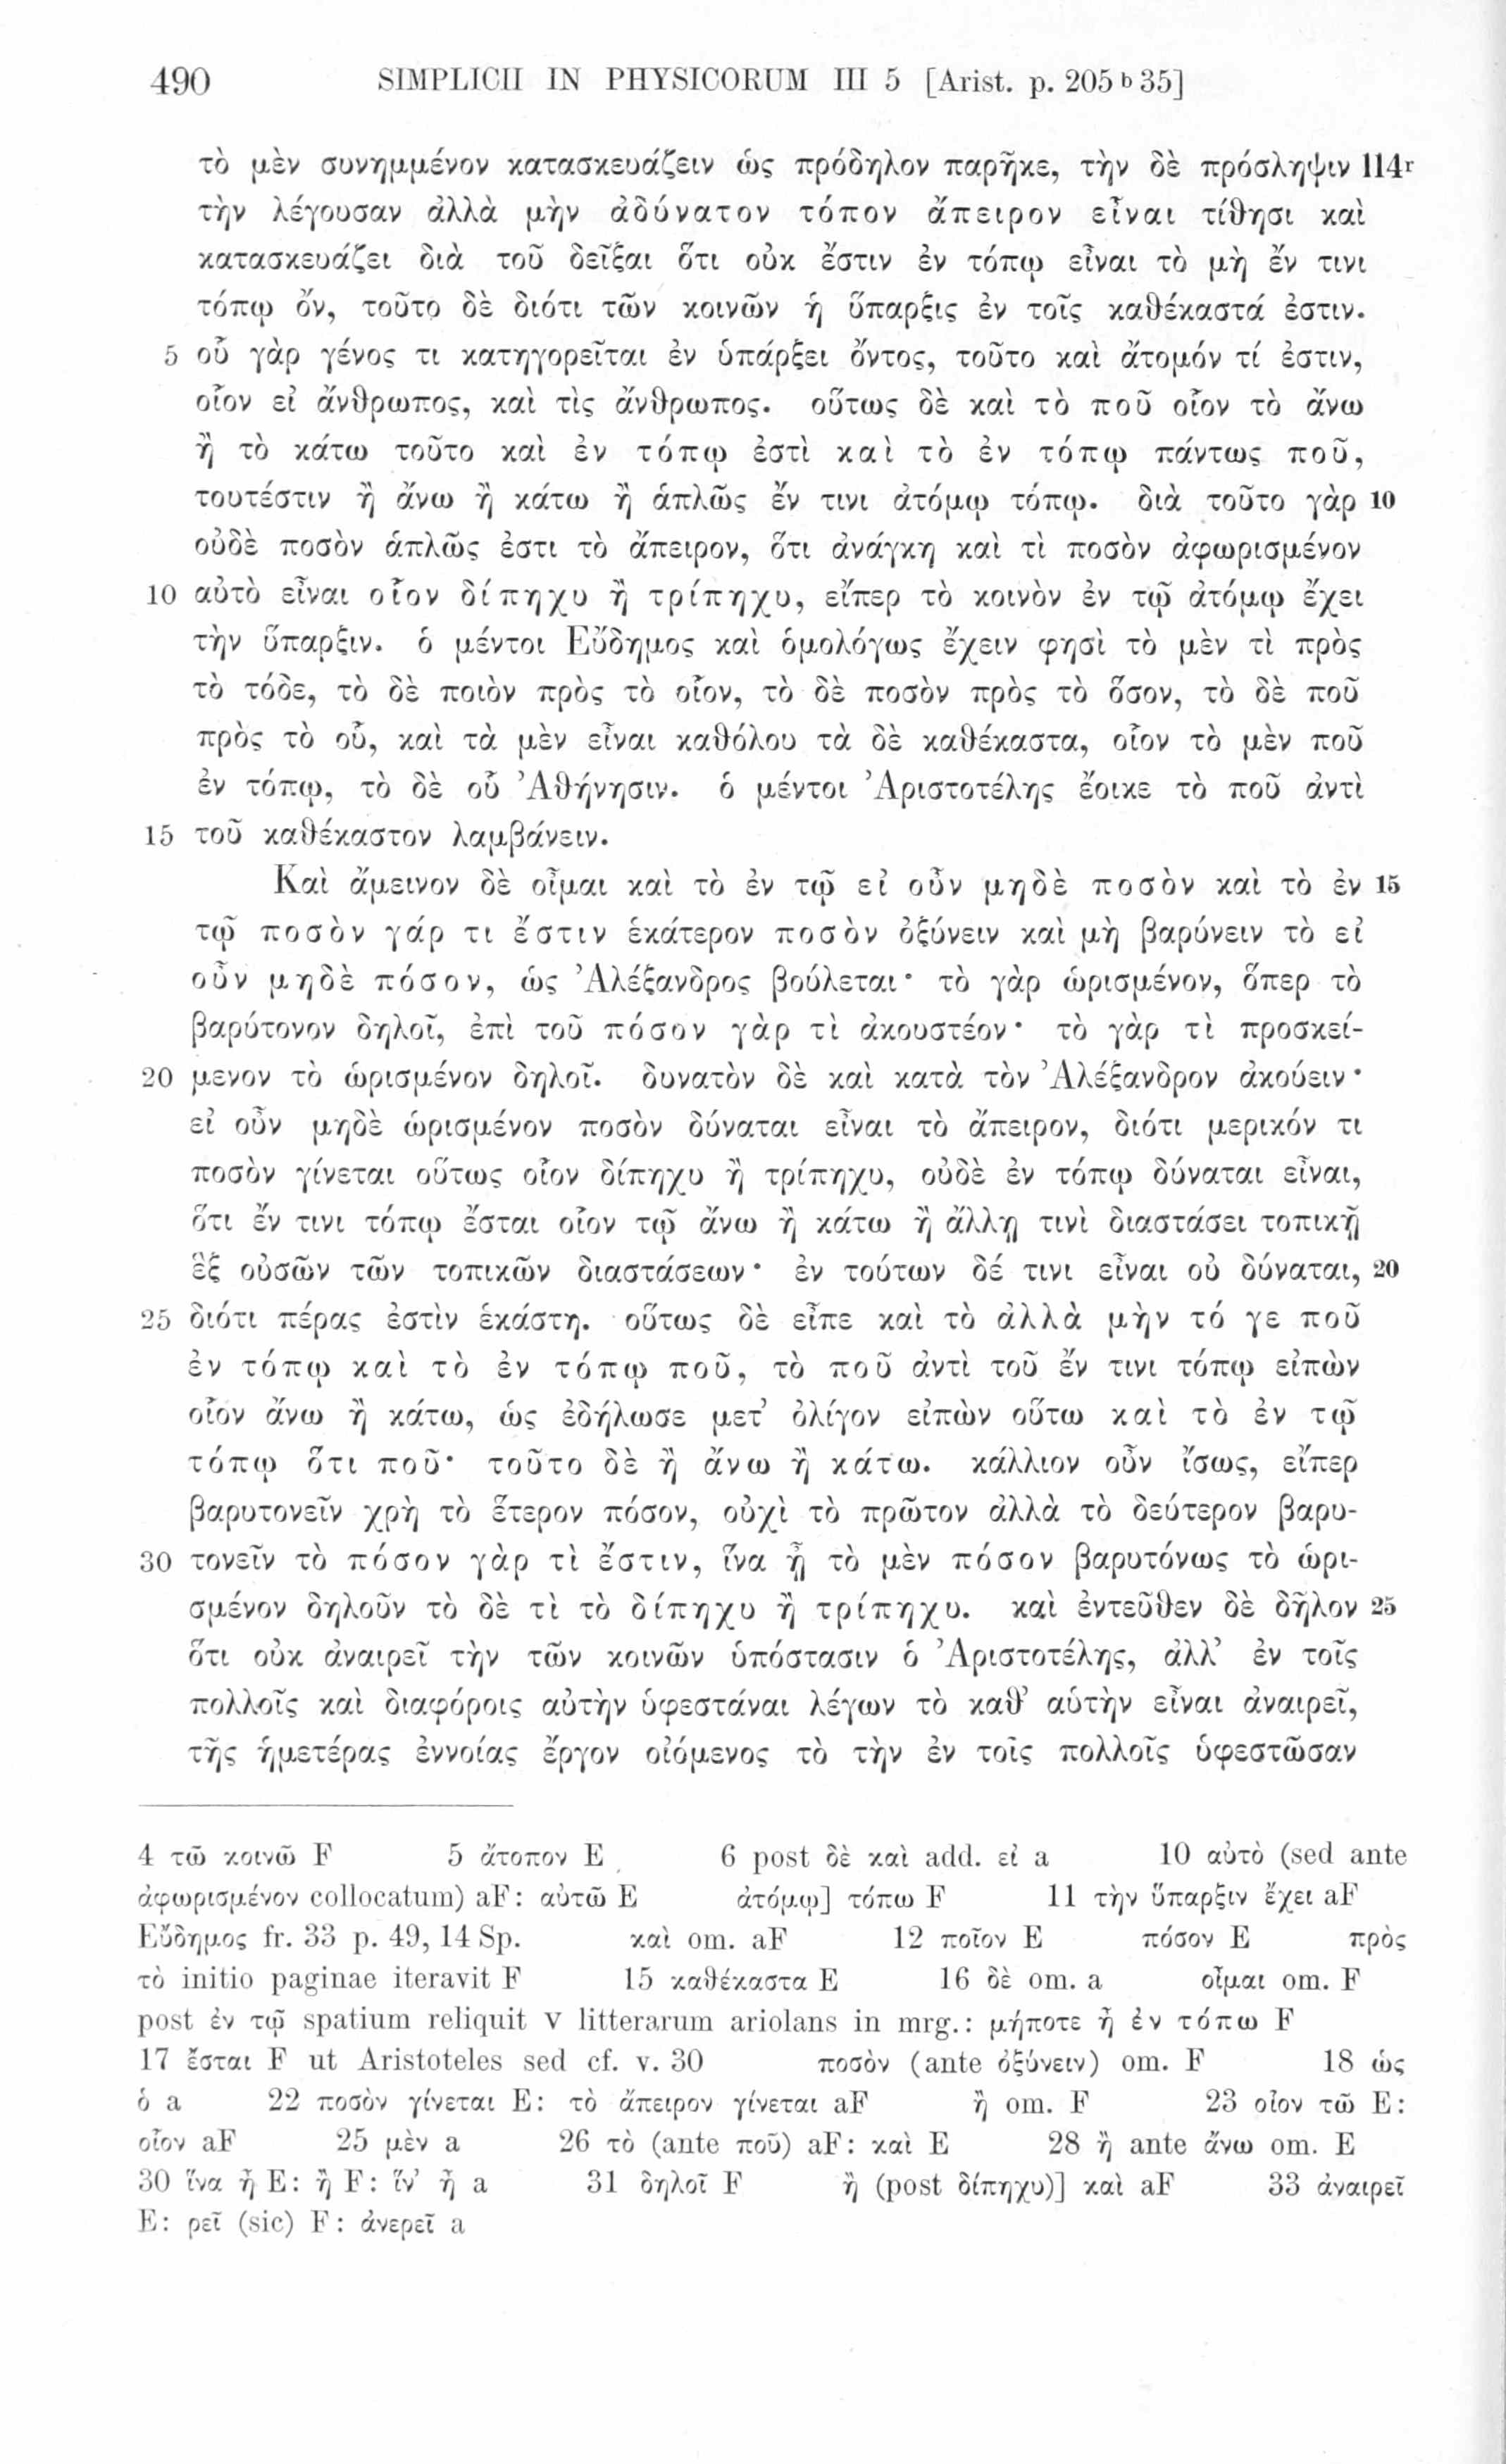 490 SIMPLICII IN PHYSICORUM III 5 [Arist. p. 205 b 35]
τὸ μὲν συνημμένον κατασκευάζειν ὡς πρόδηλον παρῆκε, τὴν δὲ πρόσληψιν 114r
τὴν λέγουσαν ἀλλὰ μὴν ἀδύνατον τόπον ἄπειρον εἶναι τίθησι καὶ
κατασκευάζει διὰ τοῦ δεῖξαι ὅτι οὐκ ἔστιν ἐν τόπῳ εἶναι τὸ μὴ ἔν τινι
τόπῳ ὄν, τοῦτο δὲ διότι τῶν κοινῶν ἡ ὕπαρξις ἐν τοῖς καθέκαστά ἐστιν.
5 οὗ γὰρ γένος τι κατηγορεῖται ἐν ὑπάρξει ὄντος, τοῦτο καὶ ἄτομόν τί ἐστιν,
οἷον εἰ ἄνθρωπος, καὶ τὶς ἄνθρωπος. οὕτως δὲ καὶ τὸ ποῦ οἷον τὸ ἄνω
ἢ τὸ κάτω τοῦτο καὶ ἐν τόπῳ ἐστὶ καὶ τὸ ἐν τόπῳ πάντως ποῦ,
τουτέστιν ἢ ἄνω ἢ κάτω ἢ ἁπλῶς ἔν τινι ἀτόμῳ τόπῳ. διὰ τοῦτο γὰρ 10
οὐδὲ ποσὸν ἁπλῶς ἐστι τὸ ἄπειρον, ὅτι ἀνάγκη καὶ τὶ ποσὸν ἀφωρισμένον
10 αὐτὸ εἶναι οἷον δίπηχυ ἢ τρίπηχυ, εἴπερ τὸ κοινὸν ἐν τῷ ἀτόμῳ ἔχει
τὴν ὕπαρξιν. ὁ μέντοι Εὔδημος καὶ ὁμολόγως ἔχειν φησὶ τὸ μὲν τὶ πρὸς
τὸ τόδε, τὸ δὲ ποιὸν πρὸς τὸ οἷον, τὸ δὲ ποσὸν πρὸς τὸ ὅσον, τὸ δὲ ποῦ
πρὸς τὸ οὗ, καὶ τὰ μὲν εἶναι καθόλου τὰ δὲ καθέκαστα, οἷον τὸ μὲν ποῦ
ἐν τόπῳ, τὸ δὲ οὗ Ἀθήνησιν. ὁ μέντοι Ἀριστοτέλης ἔοικε τὸ ποῦ ἀντὶ
15 τοῦ καθέκαστον λαμβάνειν.
Καὶ ἄμεινον δὲ οἶμαι καὶ τὸ ἐν τῷ εἰ οὖν μηδὲ ποσὸν καὶ τὸ ἐν 15
τῷ ποσὸν γάρ τι ἔστιν ἑκάτερον ποσὸν ὀξύνειν καὶ μὴ βαρύνειν τὸ εἰ
οὖν μηδὲ πόσον, ὡς Ἀλέξανδρος βούλεται· τὸ γὰρ ὡρισμένον, ὅπερ τὸ
βαρύτονον δηλοῖ, ἐπὶ τοῦ πόσον γὰρ τὶ ἀκουστέον· τὸ γὰρ τὶ προσκεί-
20 μενον τὸ ὡρισμένον δηλοῖ. δυνατὸν δὲ καὶ κατὰ τὸν Ἀλέξανδρον ἀκούειν·
εἰ οὖν μηδὲ ὡρισμένον ποσὸν δύναται εἶναι τὸ ἄπειρον, διότι μερικόν τι
ποσὸν γίνεται οὕτως οἷον δίπηχυ ἢ τρίπηχυ, οὐδὲ ἐν τόπῳ δύναται εἶναι,
ὅτι ἔν τινι τόπῳ ἔσται οἷον τῷ ἄνω ἢ κάτω ἢ ἄλλῃ τινὶ διαστάσει τοπικῇ
ἓξ οὐσῶν τῶν τοπικῶν διαστάσεων· ἐν τούτων δέ τινι εἶναι οὐ δύναται, 20
25 διότι πέρας ἐστὶν ἑκάστη. οὕτως δὲ εἶπε καὶ τὸ ἀλλὰ μὴν τό γε ποῦ
ἐν τόπῳ καὶ τὸ ἐν τόπῳ ποῦ, τὸ ποῦ ἀντὶ τοῦ ἔν τινι τόπῳ εἰπὼν
οἷον ἄνω ἢ κάτω, ὡς ἐδήλωσε μετ’ ὀλίγον εἰπὼν οὕτω καὶ τὸ ἐν τῷ
τόπῳ ὅτι ποῦ· τοῦτο δὲ ἢ ἄνω ἢ κάτω. κάλλιον οὖν ἴσως, εἴπερ
βαρυτονεῖν χρὴ τὸ ἕτερον πόσον, οὐχὶ τὸ πρῶτον ἀλλὰ τὸ δεύτερον βαρυ-
30 τονεῖν τὸ πόσον γὰρ τὶ ἔστιν, ἵνα ᾖ τὸ μὲν πόσον βαρυτόνως τὸ ὡρι-
σμένον δηλοῦν τὸ δὲ τὶ τὸ δίπηχυ ἢ τρίπηχυ. καὶ ἐντεῦθεν δὲ δῆλον 25
ὅτι οὐκ ἀναιρεῖ τὴν τῶν κοινῶν ὑπόστασιν ὁ Ἀριστοτέλης, ἀλλ’ ἐν τοῖς
πολλοῖς καὶ διαφόροις αὐτὴν ὑφεστάναι λέγων τὸ καθ’ αὑτὴν εἶναι ἀναιρεῖ,
τῆς ἡμετέρας ἐννοίας ἔργον οἰόμενος τὸ τὴν ἐν τοῖς πολλοῖς ὑφεστῶσαν
4 τῶ κοινῶ F 5 ἄτοπον E 6 post δὲ καὶ add. εἰ a 10 αὐτὸ (sed ante
ἀφωρισμένον collocatum) aF: αὐτῶ E ἀτόμῳ] τόπω F 11 τὴν ὕπαρξιν ἔχει aF
Εὔδημος fr. 33 p. 49, 14 Sp. καὶ om. aF 12 ποῖον E πόσον E πρὸς
τὸ initio paginae iteravit F 15 καθέκαστα E 16 δὲ om. a οἶμαι om. F
post ἐν τῷ spatium reliquit v litterarum ariolans in mrg.: μήποτε ἦ ἐν τόπω F
17 ἔσται F ut Aristoteles sed cf. v. 30 ποσὸν (ante ὀξύνειν) om. F 18 ὡς
ὁ a 22 ποσὸν γίνεται E: τὸ ἄπειρον γίνεται aF ἢ om. F 23 οἷον τῶ E:
οἷον aF 25 μὲν a 26 τὸ (ante ποῦ) aF: καὶ E 28 ἢ ante ἄνω om. E
30 ἵνα ᾖ E: ἢ F: ἵν’ ᾖ a 31 δηλοῖ F ἢ (post δίπηχυ)] καὶ aF 33 ἀναιρεῖ
E: ρεῖ (sic) F: ἀνερεῖ a